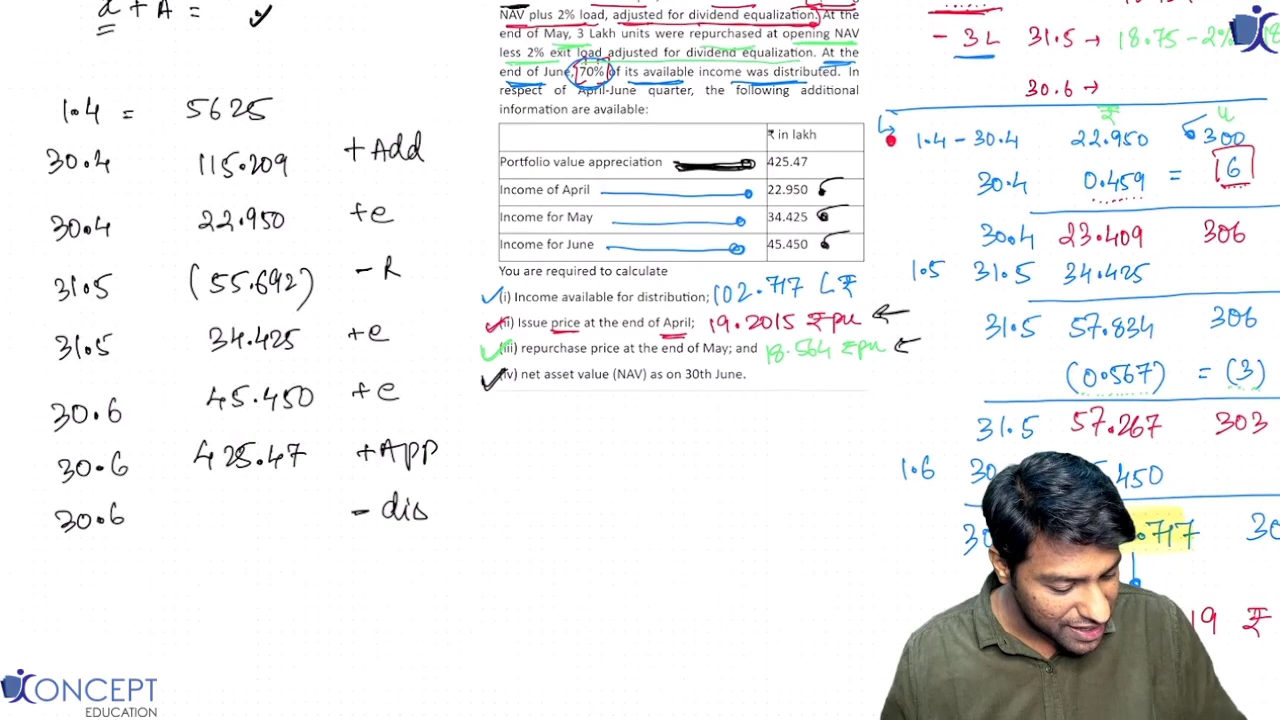 x + A = ✓
1.4 = 5625
30.4 115.209 +Add
30.4 22.950 +e
31.5 (55.692) - R
31.5 34.425 +e
30.6 45.450 +e
30.6 425.47 +App
30.6 - dis
NAV plus 2% load, adjusted for dividend equalization. At the
end of May, 3 Lakh units were repurchased at opening NAV
less 2% exit load adjusted for dividend equalization. At the
end of June, 70% of its available income was distributed. In
respect of April-June quarter, the following additional
information are available:
₹ in lakh
Portfolio value appreciation 425.47
Income of April 22.950
Income for May 34.425
Income for June 45.450
You are required to calculate
(i) Income available for distribution; 102.717 L ₹
(ii) Issue price at the end of April; 19.2015 ₹pu
(iii) repurchase price at the end of May; and 18.564 ₹pu
(iv) net asset value (NAV) as on 30th June.
- 3L 31.5 → 18.75 - 2%
30.6 →
₹ u
1.4 - 30.4 22.950 300
30.4 0.459 = 6
30.4 23.409 306
1.5 31.5 34.425
31.5 57.834 306
(0.567) = (3)
31.5 57.267 303
1.6 30 450
30 .717 30
19 ₹
CONCEPT
EDUCATION